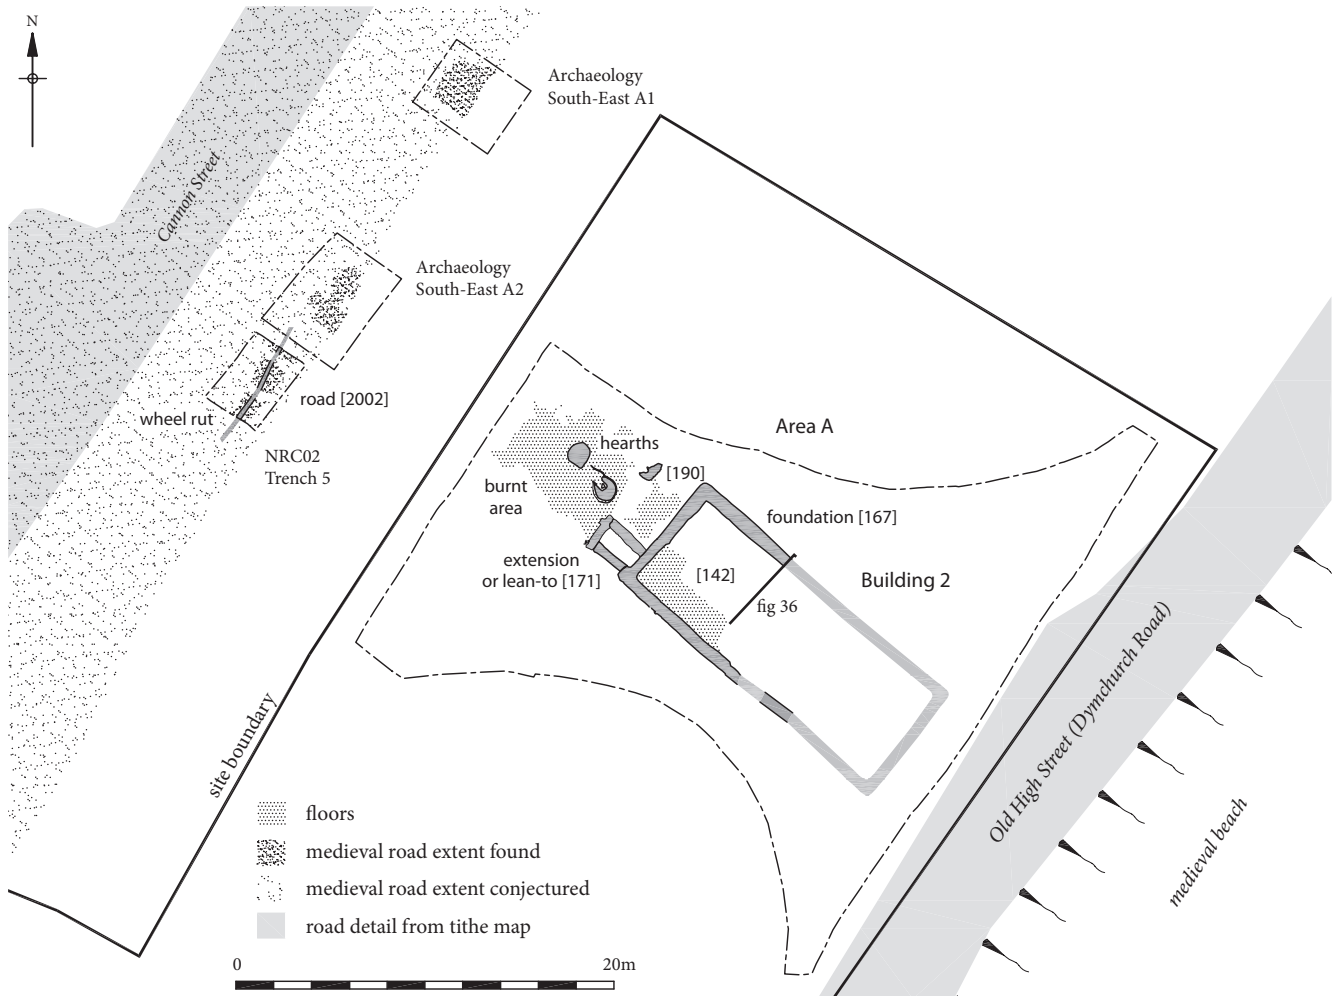 N
Archaeology
South-East A1
Cannon Street
Archaeology
South-East A2
road [2002]
wheel rut
NRC02
Trench 5
Area A
hearths
[190]
burnt
area
foundation [167]
extension
or lean-to [171]
[142]
Building 2
fig 36
Old High Street (Dymchurch Road)
medieval beach
site boundary
floors
medieval road extent found
medieval road extent conjectured
road detail from tithe map
0
20m